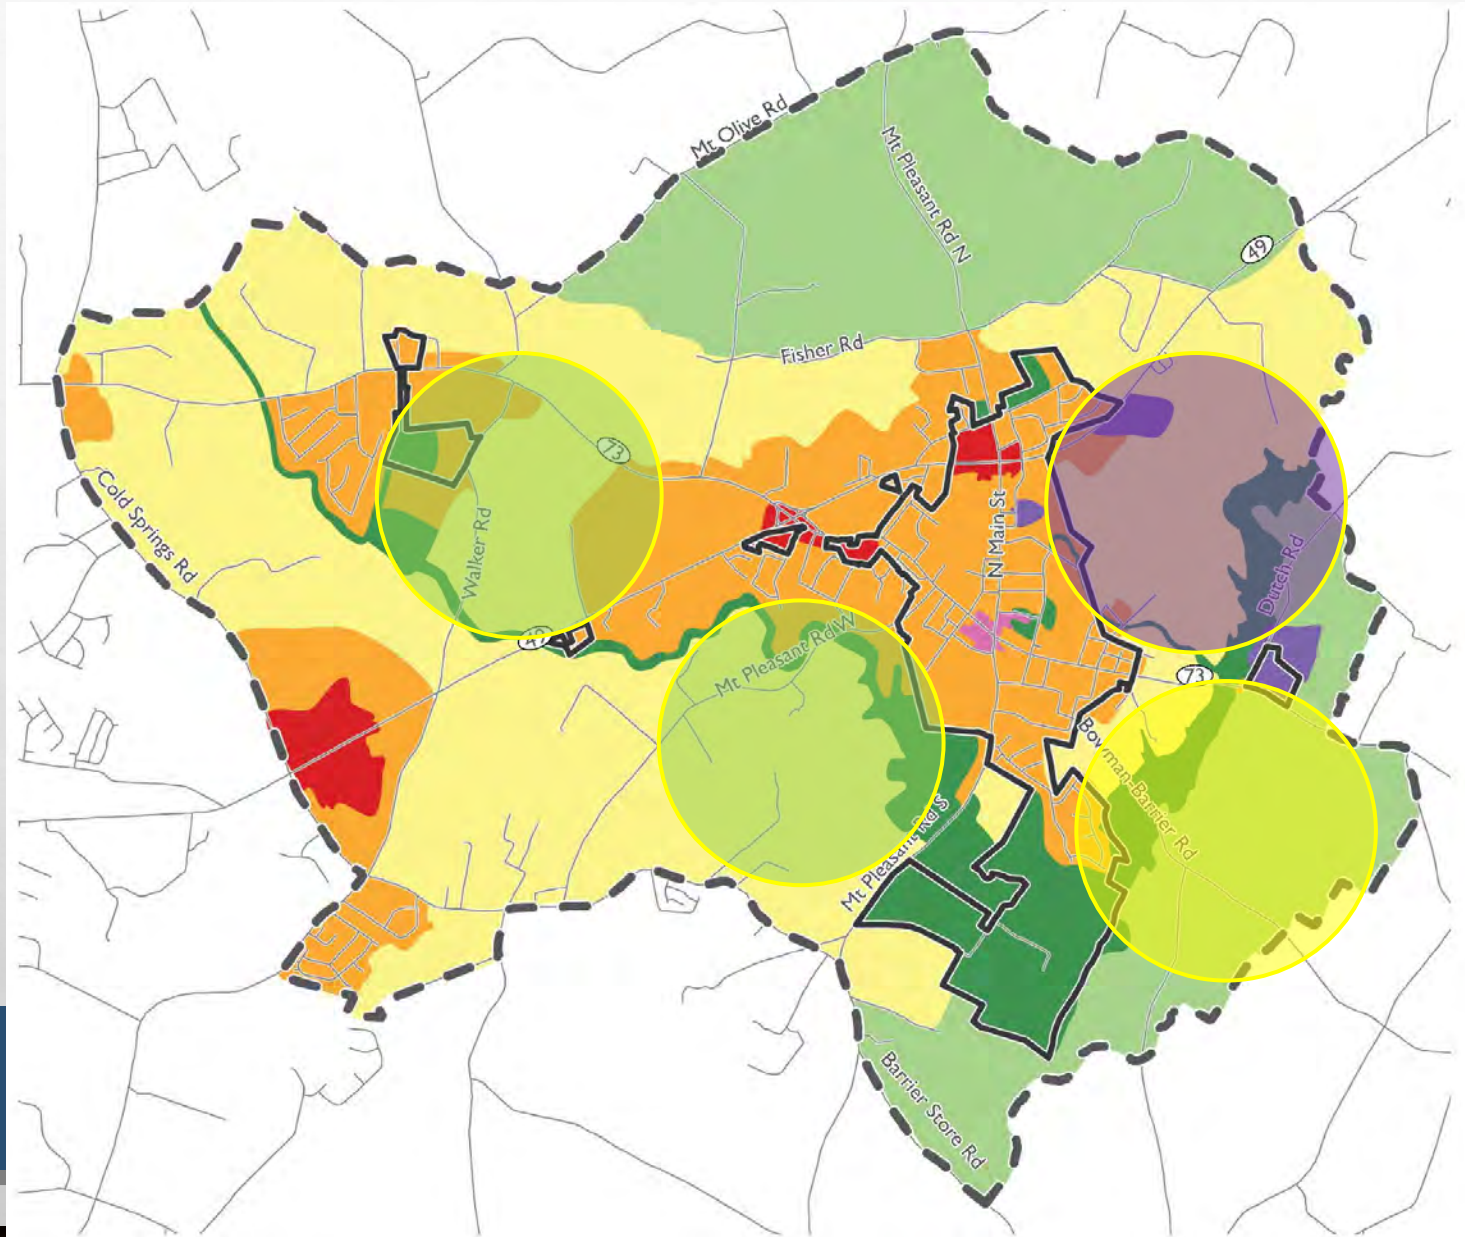 Mt Olive Rd
Mt Pleasant Rd N
49
Fisher Rd
73
Cold Springs Rd
Walker Rd
N Main St
Dutch Rd
49
Mt Pleasant Rd W
73
Bowman-Barrier Rd
Mt Pleasant Rd S
Barrier Store Rd